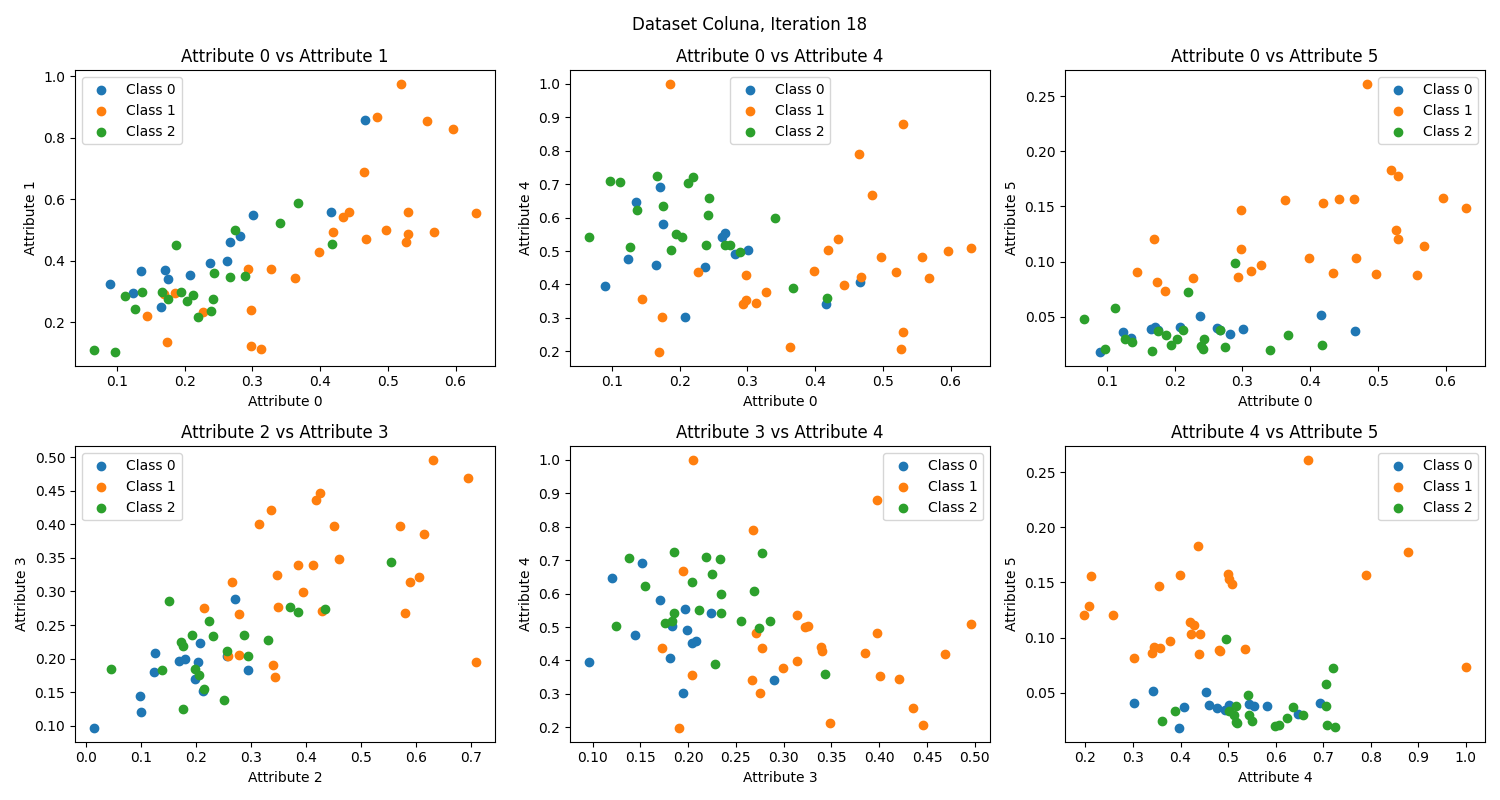 Dataset Coluna, Iteration 18
Attribute 0 vs Attribute 1
Class 0
Class 1
Class 2
1.0
0.8
0.6
0.4
0.2
Attribute 1
0.1 0.2 0.3 0.4 0.5 0.6
Attribute 0
Attribute 0 vs Attribute 4
Class 0
Class 1
Class 2
1.0
0.9
0.8
0.7
0.6
0.5
0.4
0.3
0.2
Attribute 4
0.1 0.2 0.3 0.4 0.5 0.6
Attribute 0
Attribute 0 vs Attribute 5
Class 0
Class 1
Class 2
0.25
0.20
0.15
0.10
0.05
Attribute 5
0.1 0.2 0.3 0.4 0.5 0.6
Attribute 0
Attribute 2 vs Attribute 3
Class 0
Class 1
Class 2
0.50
0.45
0.40
0.35
0.30
0.25
0.20
0.15
0.10
Attribute 3
0.0 0.1 0.2 0.3 0.4 0.5 0.6 0.7
Attribute 2
Attribute 3 vs Attribute 4
Class 0
Class 1
Class 2
1.0
0.9
0.8
0.7
0.6
0.5
0.4
0.3
0.2
Attribute 4
0.10 0.15 0.20 0.25 0.30 0.35 0.40 0.45 0.50
Attribute 3
Attribute 4 vs Attribute 5
Class 0
Class 1
Class 2
0.25
0.20
0.15
0.10
0.05
Attribute 5
0.2 0.3 0.4 0.5 0.6 0.7 0.8 0.9 1.0
Attribute 4